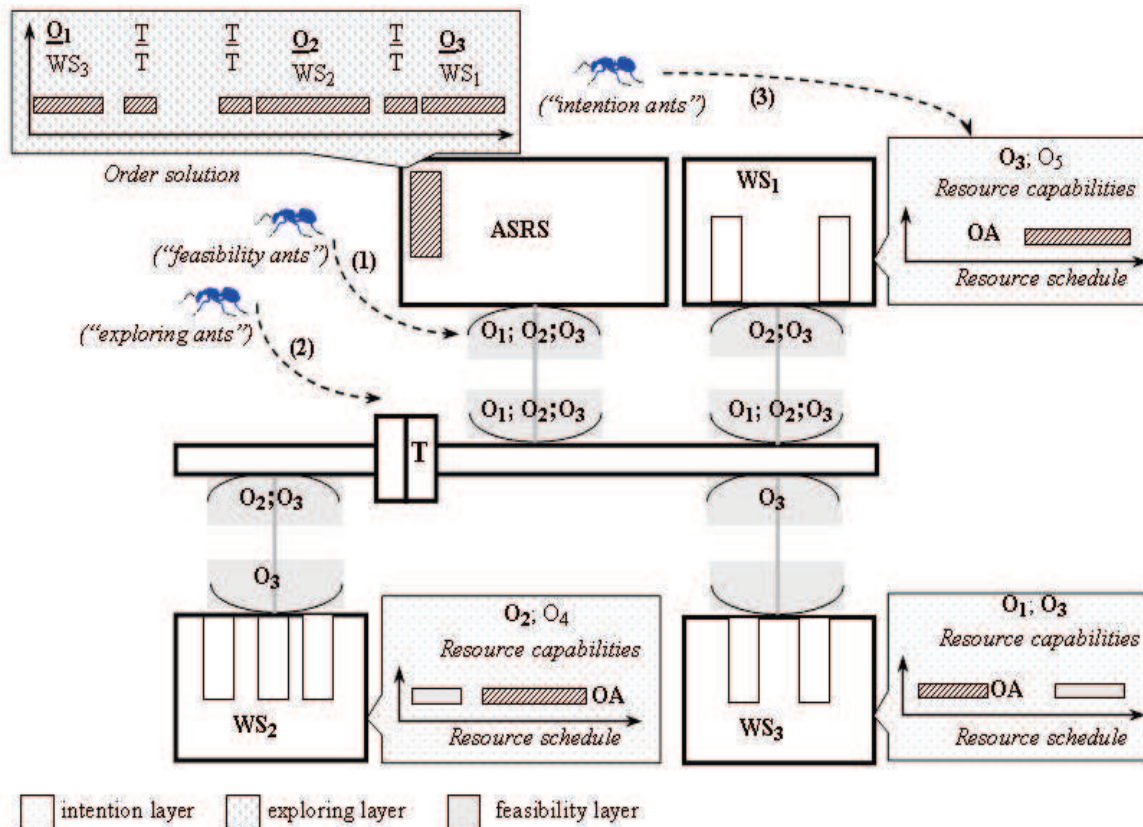 O1 T T O2 T O3
WS3 T T WS2 T WS1
Order solution
("intention ants")
(3)
ASRS
WS1
O3; O5
Resource capabilities
OA
Resource schedule
("feasibility ants")
(1)
("exploring ants")
(2)
O1; O2;O3
O2;O3
O1; O2;O3
O1; O2;O3
T
O2;O3
O3
O3
WS2
O2; O4
Resource capabilities
OA
Resource schedule
WS3
O1, O3
Resource capabilities
OA
Resource schedule
intention layer
exploring layer
feasibility layer